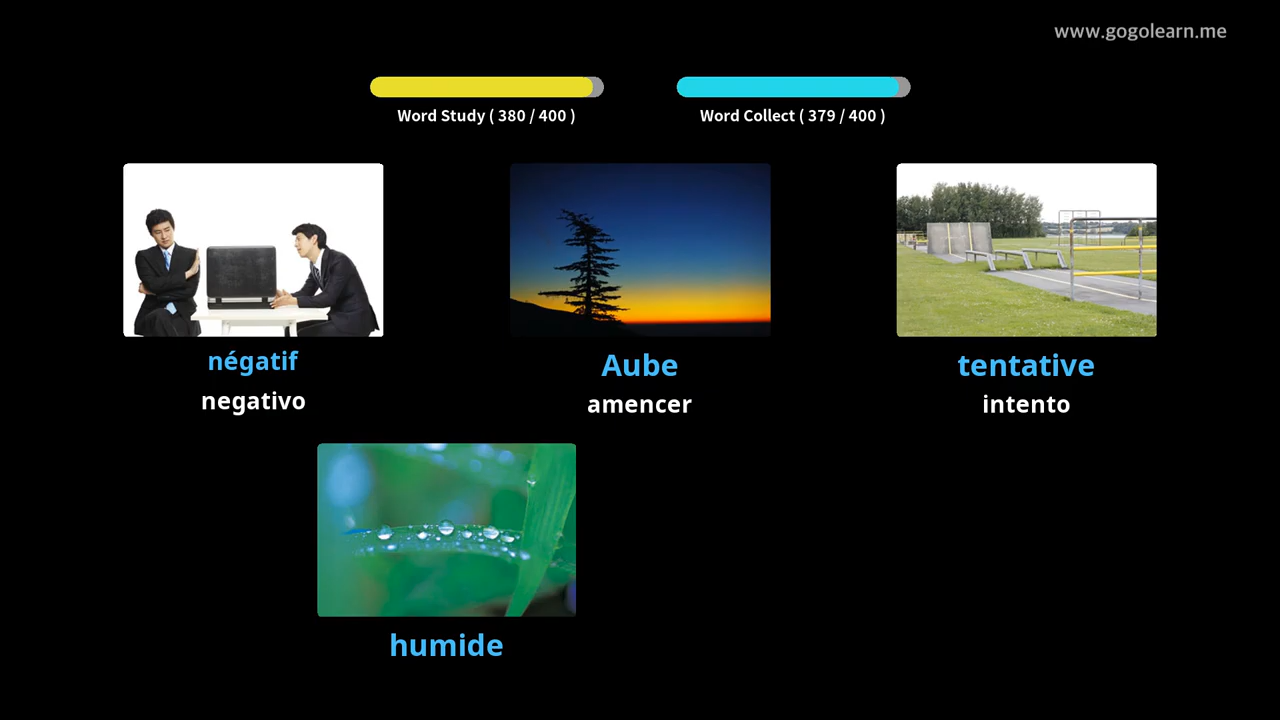 www.gogolearn.me
Word Study ( 380 / 400 )
Word Collect ( 379 / 400 )
négatif
negativo
Aube
amencer
tentative
intento
humide